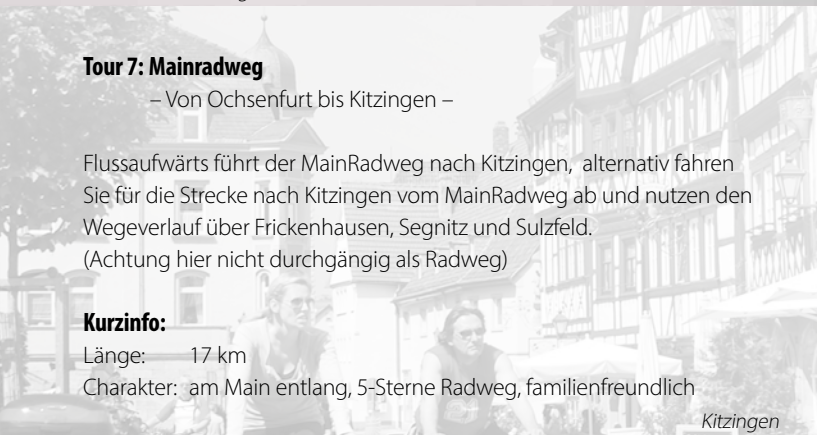 Tour 7: Mainradweg
– Von Ochsenfurt bis Kitzingen –
Flussaufwärts führt der MainRadweg nach Kitzingen, alternativ fahren
Sie für die Strecke nach Kitzingen vom MainRadweg ab und nutzen den
Wegeverlauf über Frickenhausen, Segnitz und Sulzfeld.
(Achtung hier nicht durchgängig als Radweg)
Kurzinfo:
Länge: 17 km
Charakter: am Main entlang, 5-Sterne Radweg, familienfreundlich
Kitzingen